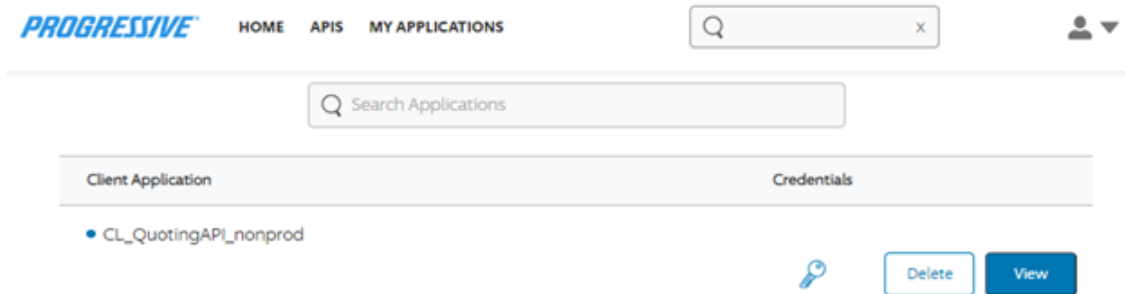 PROGRESSIVE HOME APIS MY APPLICATIONS x
Search Applications
Client Application Credentials
CL_QuotingAPI_nonprod
Delete View